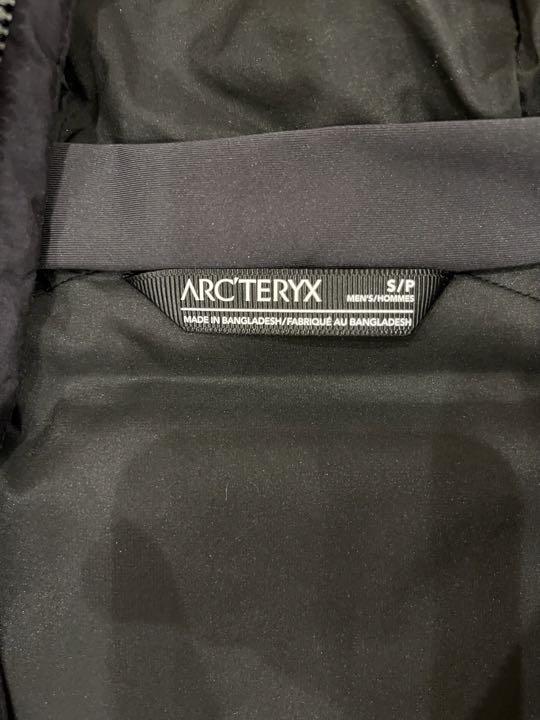 ARC'TERYX S/P
MEN'S/HOMMES
MADE IN BANGLADESH/FABRIQUÉ AU BANGLADESH